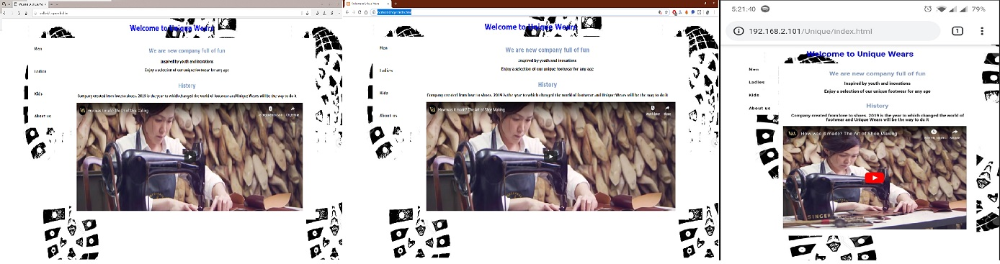 Welcome to Unique Wears
Men
Ladies
Kids
About us
We are new company full of fun
Inspired by youth and inovations
Enjoy a selection of our unique footwear for any age
History
Company created from love to shoes. 2019 is the year to which changed the world of footwear and Unique Wears will be the way to do it
How was it made? The Art of Shoe Making
Welcome to Unique Wears
Men
Ladies
Kids
About us
We are new company full of fun
Inspired by youth and inovations
Enjoy a selection of our unique footwear for any age
History
Company created from love to shoes. 2019 is the year to which changed the world of footwear and Unique Wears will be the way to do it
How was it made? The Art of Shoe Making
Watch later
Share
5:21:40
79%
192.168.2.101/Unique/index.html
1
Welcome to Unique Wears
Men
Ladies
Kids
About us
We are new company full of fun
Inspired by youth and inovations
Enjoy a selection of our unique footwear for any age
History
Company created from love to shoes. 2019 is the year to which changed the world of
footwear and Unique Wears will be the way to do it
How was it made? The Art of Shoe Making
Watch later
Share
SINGER